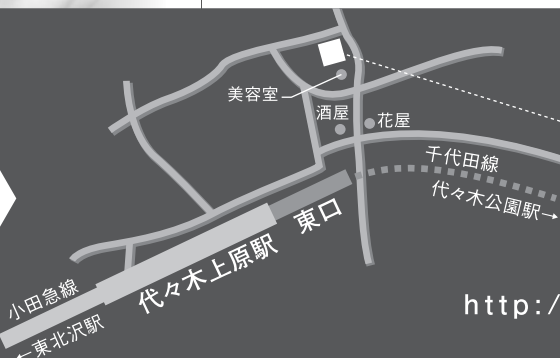 美容室
酒屋
花屋
千代田線
代々木公園駅→
東口
代々木上原駅
小田急線
←東北沢駅
http:/